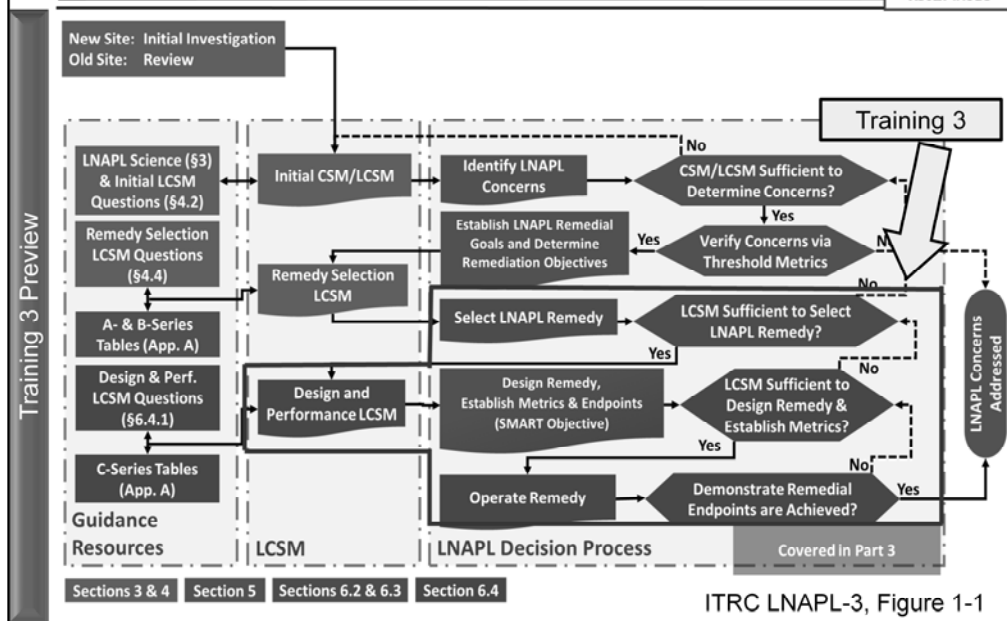 New Site: Initial Investigation
Old Site: Review
Training 3 Preview
Training 3
LNAPL Science (§3)
& Initial LCSM
Questions (§4.2)
Initial CSM/LCSM
Identify LNAPL
Concerns
No
CSM/LCSM Sufficient to
Determine Concerns?
Yes
Remedy Selection
LCSM Questions
(§4.4)
Remedy Selection
LCSM
Establish LNAPL Remedial
Goals and Determine
Remediation Objectives
Yes
Verify Concerns via
Threshold Metrics
No
A- & B-Series
Tables (App. A)
Select LNAPL Remedy
LCSM Sufficient to Select
LNAPL Remedy?
No
Yes
Design & Perf.
LCSM Questions
(§6.4.1)
Design and
Performance LCSM
Design Remedy,
Establish Metrics & Endpoints
(SMART Objective)
LCSM Sufficient to
Design Remedy &
Establish Metrics?
No
Yes
LNAPL Concerns
Addressed
C-Series Tables
(App. A)
Operate Remedy
Demonstrate Remedial
Endpoints are Achieved?
No
Yes
Guidance
Resources
LCSM
LNAPL Decision Process
Covered in Part 3
Sections 3 & 4
Section 5
Sections 6.2 & 6.3
Section 6.4
ITRC LNAPL-3, Figure 1-1